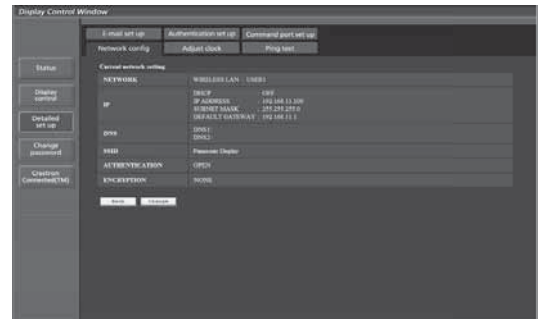 Display Control Window
E-mail set up
Authentication set up
Command port set up
Network config
Adjust clock
Ping test
Status
Display control
Detailed set up
Change password
Crestron Connected(TM)
Current network setting
NETWORK
WIRELESS LAN : USER1
IP
DHCP : OFF
IP ADDRESS : 192.168.11.100
SUBNET MASK : 255.255.255.0
DEFAULT GATEWAY : 192.168.11.1
DNS
DNS1:
DNS2:
SSID
Panasonic Display
AUTHENTICATION
OPEN
ENCRYPTION
NONE
Back
Change